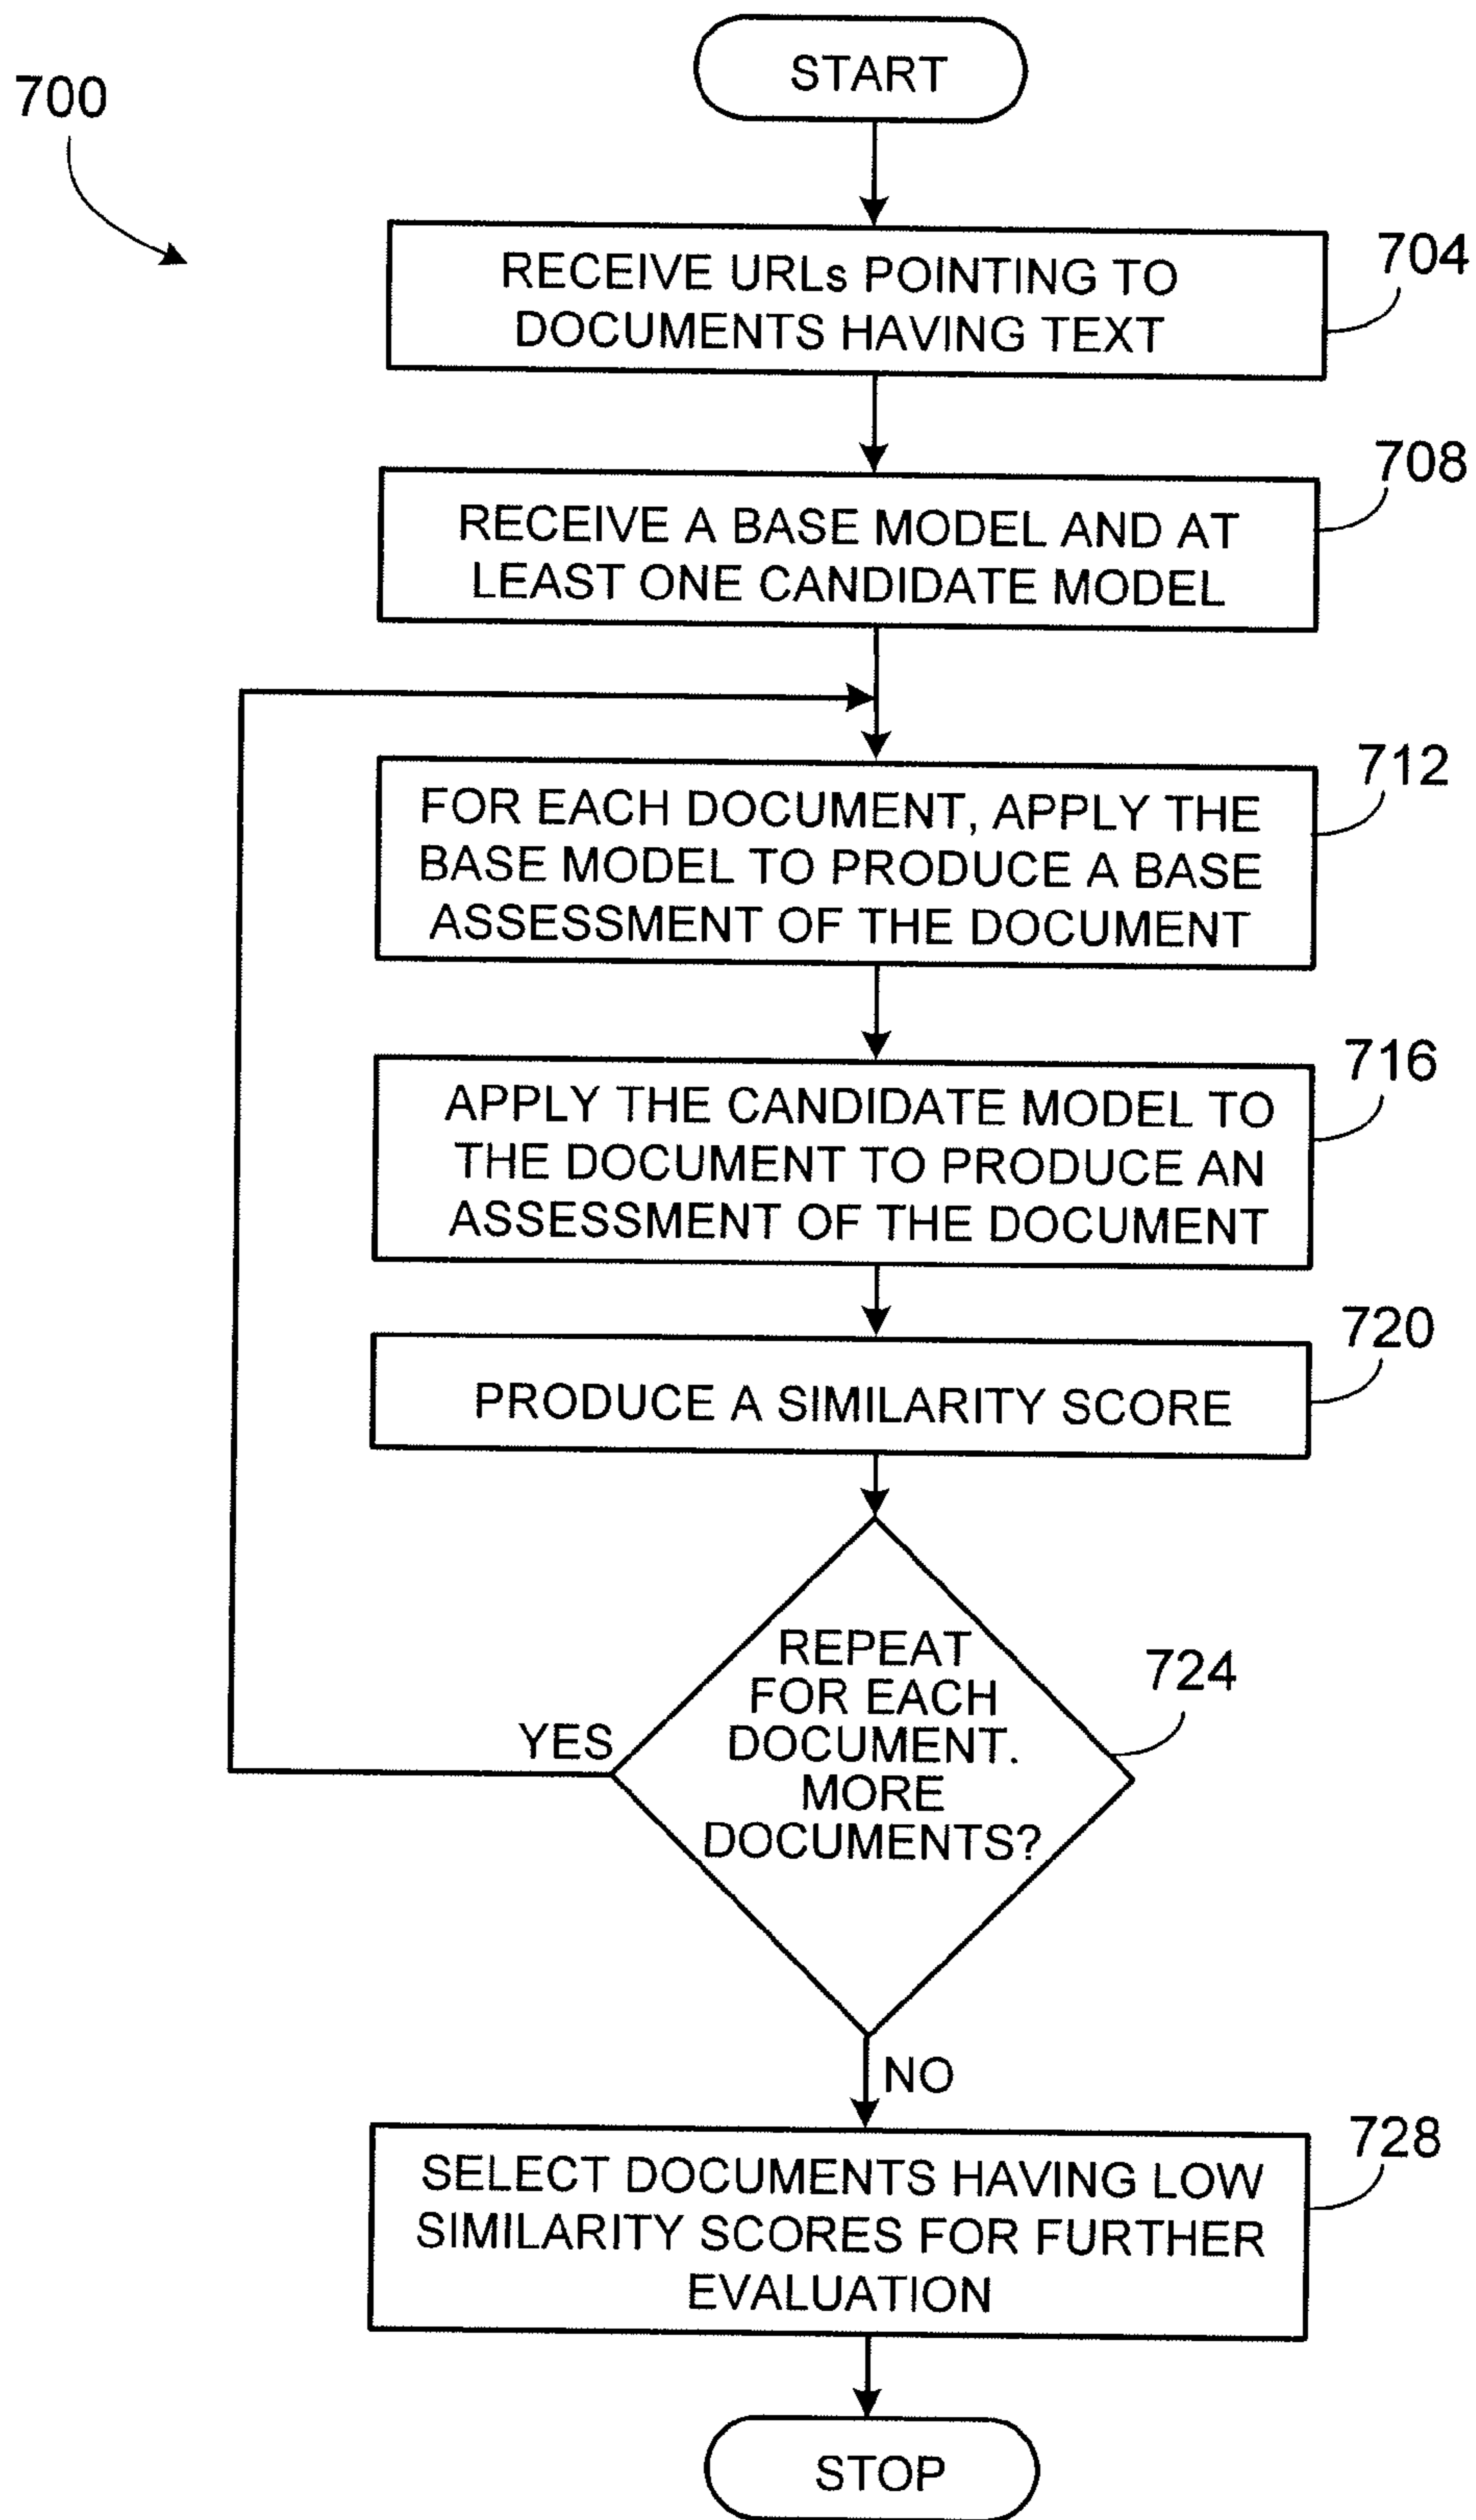 START
700
RECEIVE URLs POINTING TO
DOCUMENTS HAVING TEXT
704
RECEIVE A BASE MODEL AND AT
LEAST ONE CANDIDATE MODEL
708
FOR EACH DOCUMENT, APPLY THE
BASE MODEL TO PRODUCE A BASE
ASSESSMENT OF THE DOCUMENT
712
APPLY THE CANDIDATE MODEL TO
THE DOCUMENT TO PRODUCE AN
ASSESSMENT OF THE DOCUMENT
716
PRODUCE A SIMILARITY SCORE
720
REPEAT
FOR EACH
DOCUMENT.
MORE
DOCUMENTS?
724
YES
NO
SELECT DOCUMENTS HAVING LOW
SIMILARITY SCORES FOR FURTHER
EVALUATION
728
STOP